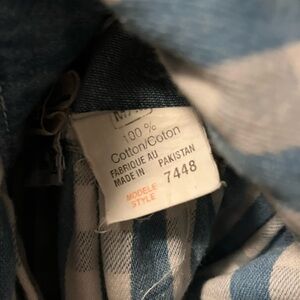 100 %
Cotton/Coton
FABRIQUE AU
MADE IN PAKISTAN
MODELE 7448
STYLE